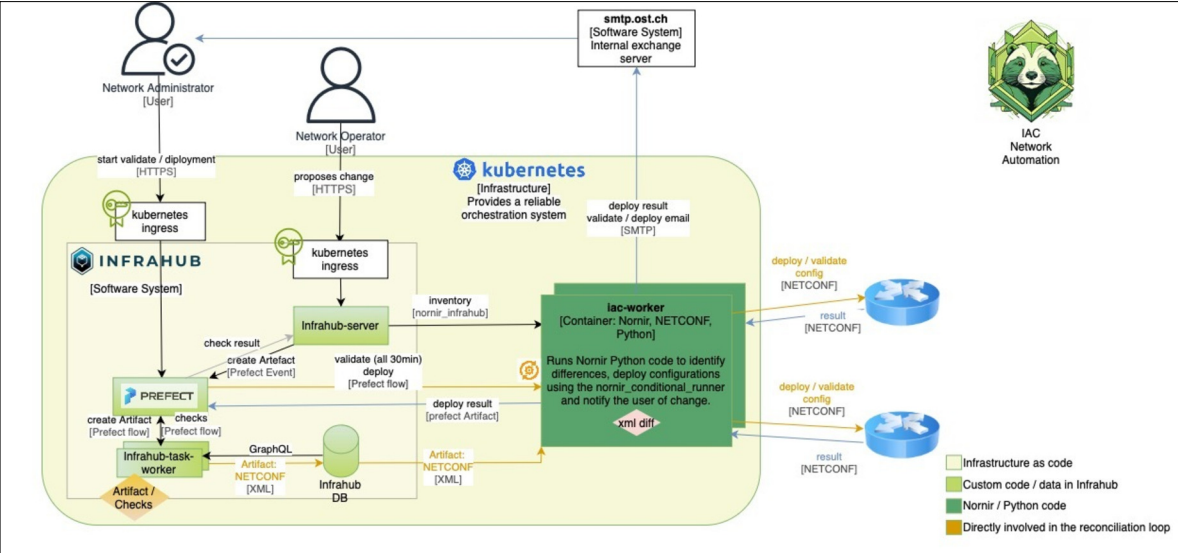 smtp.ost.ch
[Software System]
Internal exchange
server
Network Administrator
[User]
Network Operator
[User]
IAC
Network
Automation
start validate / diployment
[HTTPS]
proposes change
[HTTPS]
kubernetes
[Infrastructure]
Provides a reliable
orchestration system
deploy result
validate / deploy email
[SMTP]
kubernetes
ingress
kubernetes
ingress
INFRAHUB
[Software System]
deploy / validate
config
[NETCONF]
result
[NETCONF]
inventory
[nornir_infrahub]
iac-worker
[Container: Nornir, NETCONF,
Python]
Runs Nornir Python code to identify
differences, deploy configurations
using the nornir_conditional_runner
and notify the user of change.
xml diff
Infrahub-server
check result
create Artefact
[Prefect Event]
validate (all 30min)
deploy
[Prefect flow]
PREFECT
deploy result
[prefect Artifact]
deploy / validate
config
[NETCONF]
result
[NETCONF]
create Artifact
[Prefect flow]
checks
[Prefect flow]
Infrahub-task-
worker
GraphQL
Artifact:
NETCONF
[XML]
Infrahub
DB
Artifact:
NETCONF
[XML]
Artifact /
Checks
Infrastructure as code
Custom code / data in Infrahub
Nornir / Python code
Directly involved in the reconciliation loop